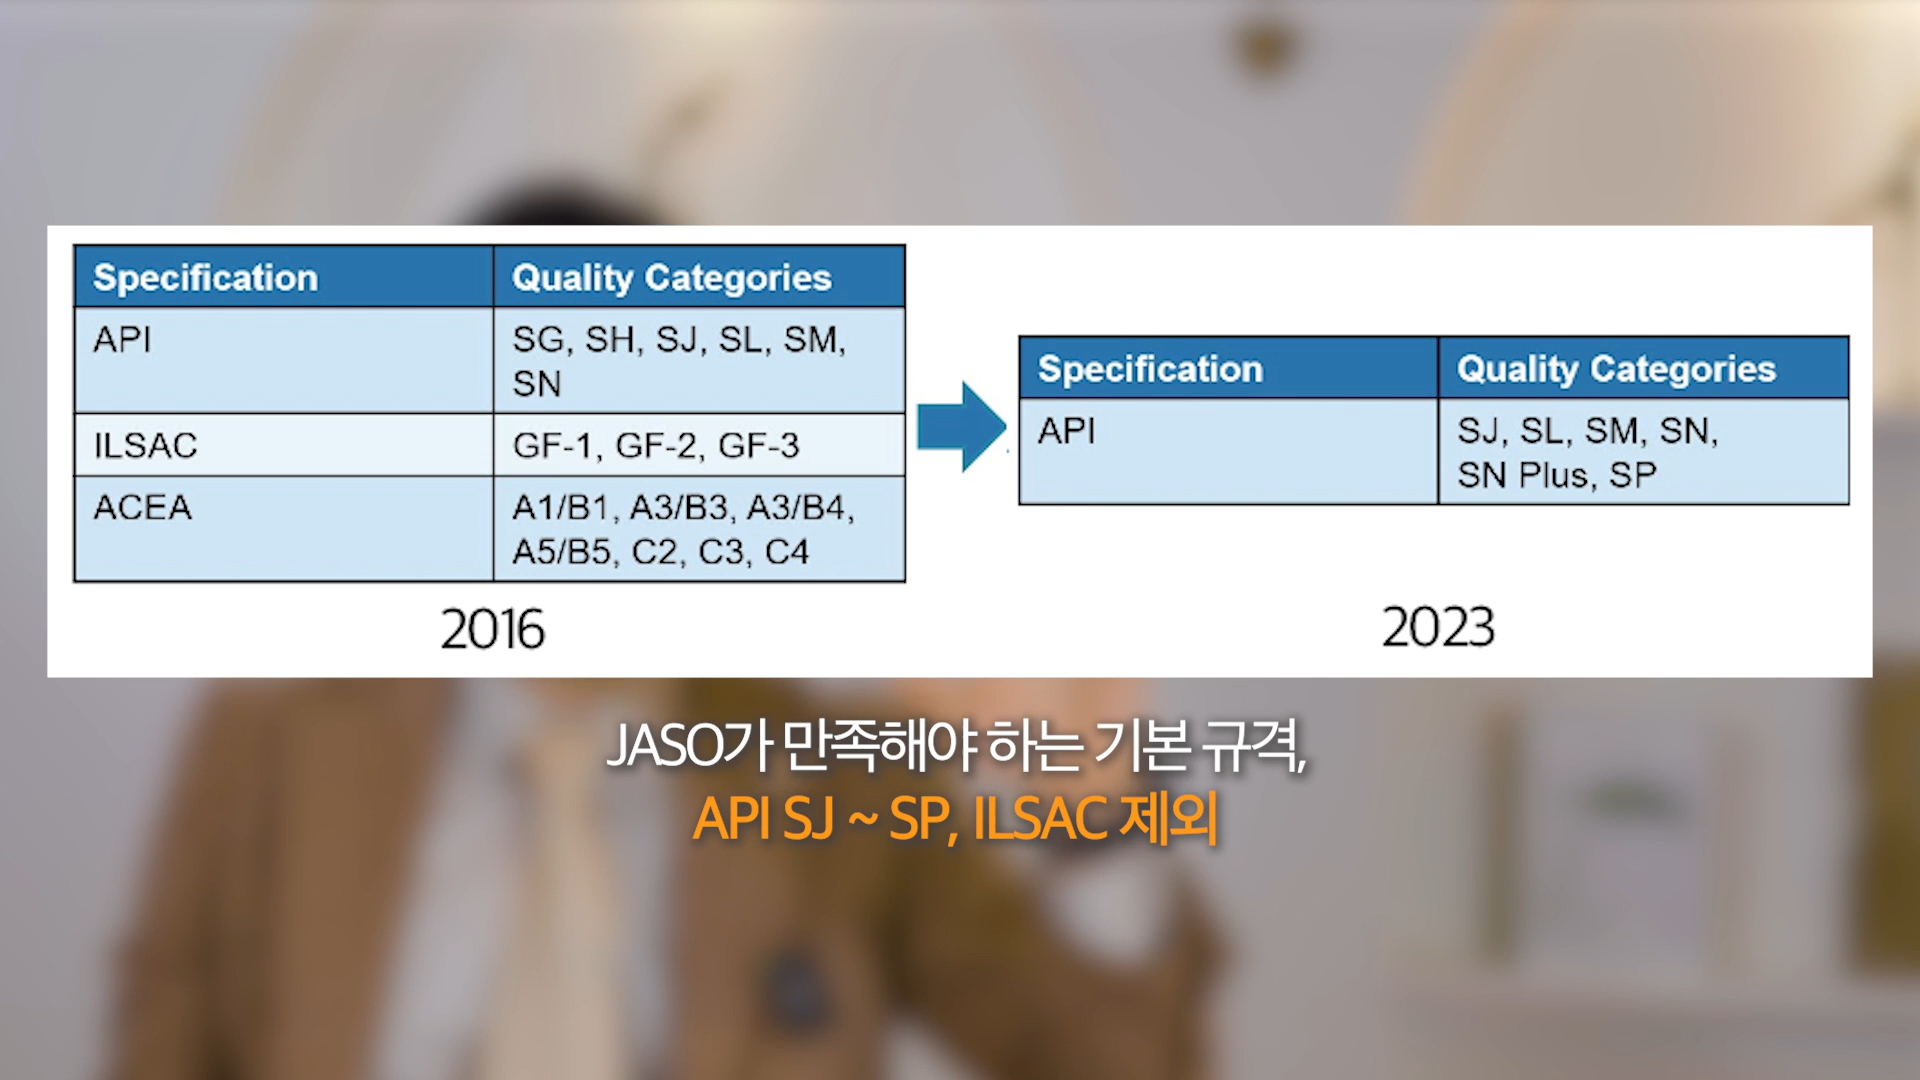 Specification Quality Categories
API SG, SH, SJ, SL, SM,
SN
ILSAC GF-1, GF-2, GF-3
ACEA A1/B1, A3/B3, A3/B4,
A5/B5, C2, C3, C4
2016
Specification Quality Categories
API SJ, SL, SM, SN,
SN Plus, SP
2023
JASO가 만족해야 하는 기본 규격,
API SJ ~ SP, ILSAC 제외